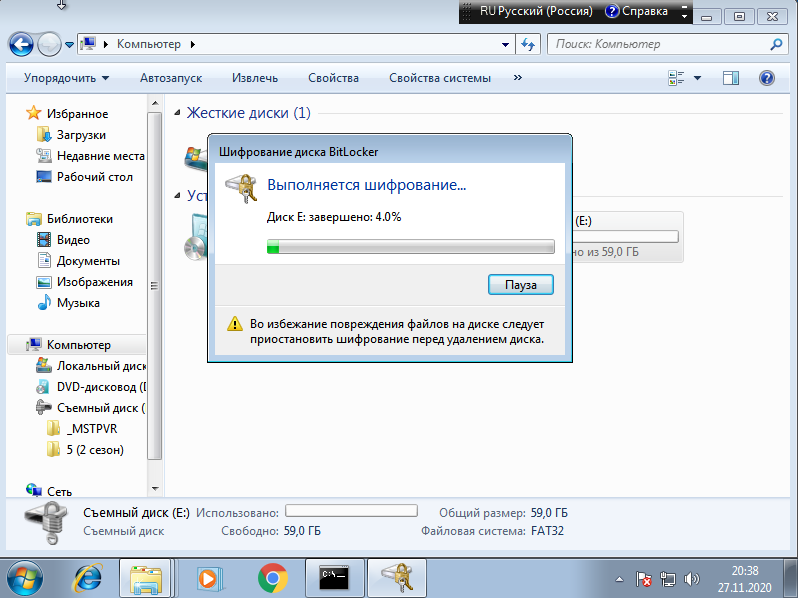 RU Русский (Россия) Справка
Компьютер
Поиск: Компьютер
Упорядочить Автозапуск Извлечь Свойства Свойства системы »
Избранное
Загрузки
Недавние места
Рабочий стол
Библиотеки
Видео
Документы
Изображения
Музыка
Компьютер
Локальный диск
DVD-дисковод (
Съемный диск (
_MSTPVR
5 (2 сезон)
Сеть
Жесткие диски (1)
Уст
(E:)
но из 59,0 ГБ
Шифрование диска BitLocker
Выполняется шифрование...
Диск E: завершено: 4.0%
Пауза
Во избежание повреждения файлов на диске следует
приостановить шифрование перед удалением диска.
Съемный диск (E:) Использовано: Общий размер: 59,0 ГБ
Съемный диск Свободно: 59,0 ГБ Файловая система: FAT32
20:38
27.11.2020